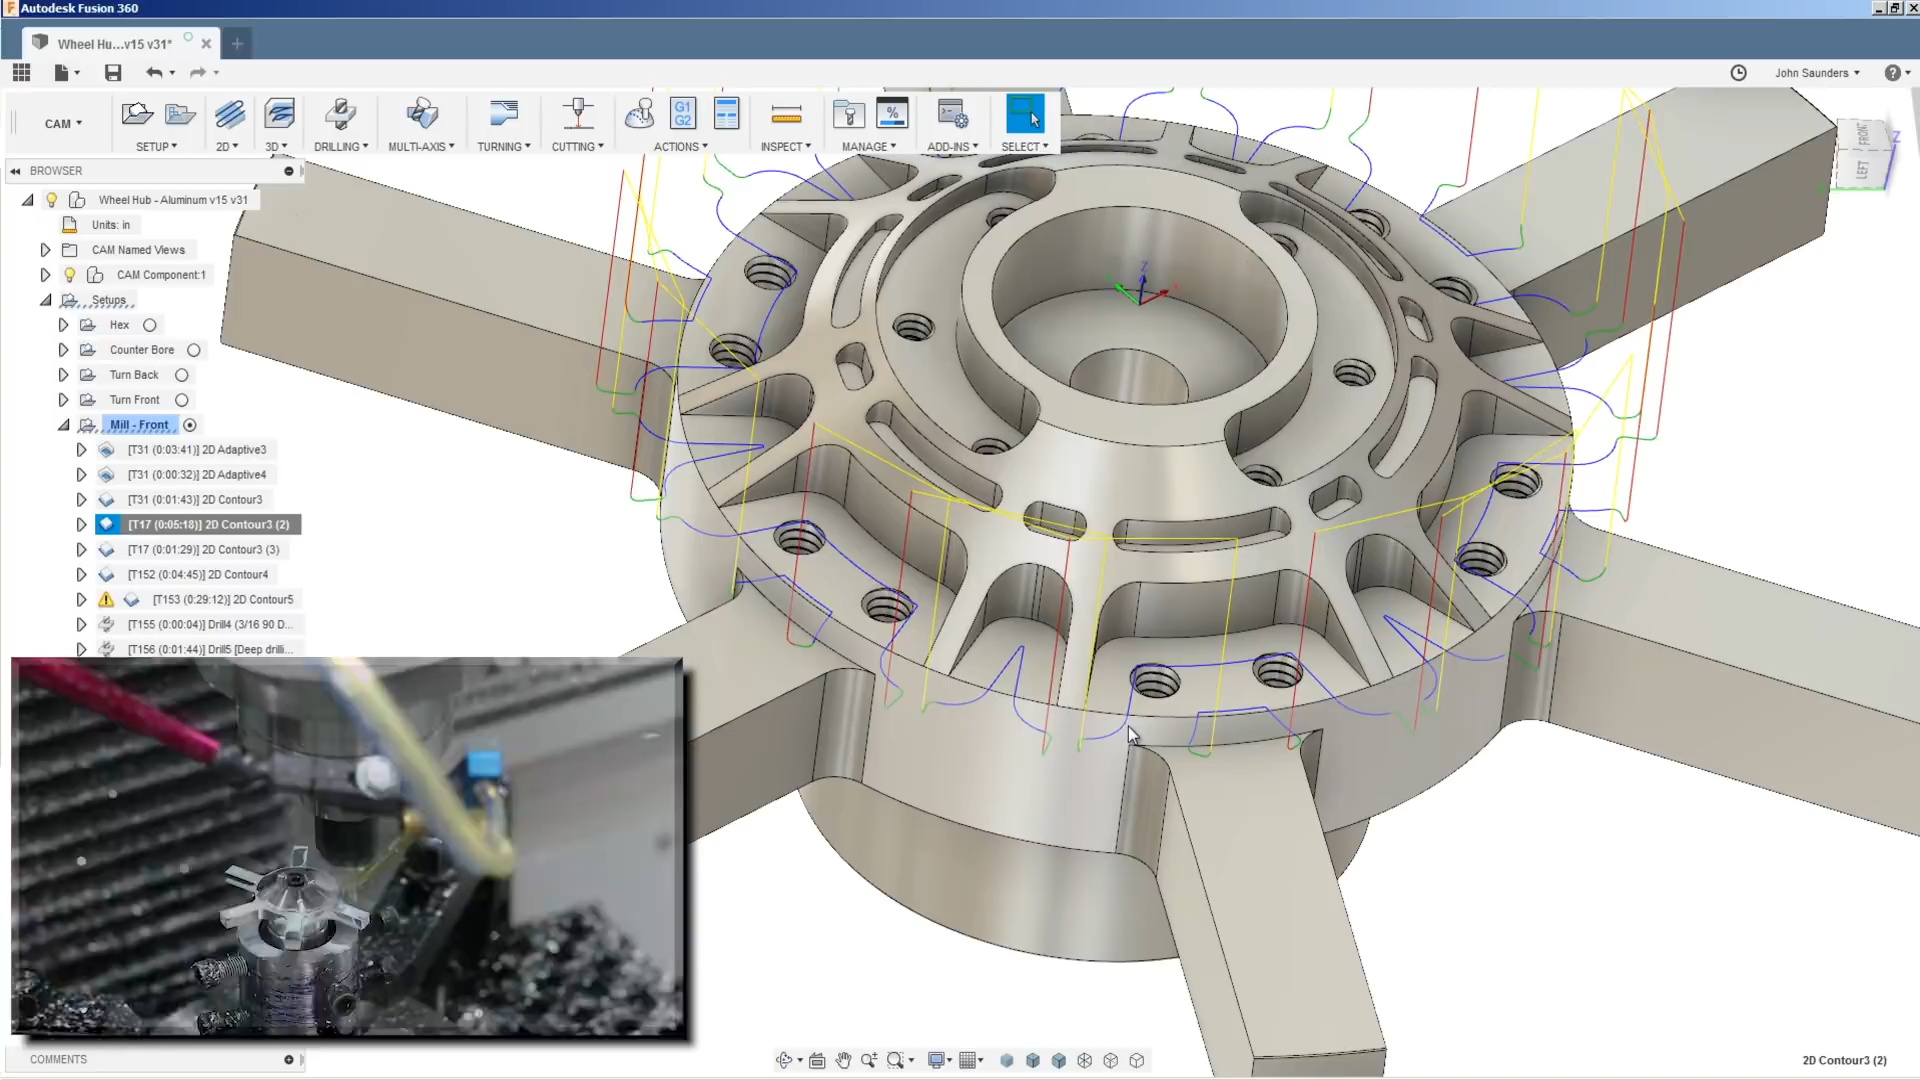 Autodesk Fusion 360
Wheel Hu...v15 v31*
John Saunders
CAM
SETUP
2D
3D
DRILLING
MULTI-AXIS
TURNING
CUTTING
G1
G2
ACTIONS
INSPECT
%
MANAGE
ADD-INS
SELECT
FRONT
LEFT
Z
BROWSER
Wheel Hub - Aluminum v15 v31
Units: in
CAM Named Views
CAM Component:1
Setups
Hex
Counter Bore
Turn Back
Turn Front
Mill - Front
[T31 (0:03:41)] 2D Adaptive3
[T31 (0:00:32)] 2D Adaptive4
[T31 (0:01:43)] 2D Contour3
[T17 (0:05:18)] 2D Contour3 (2)
[T17 (0:01:29)] 2D Contour3 (3)
[T152 (0:04:45)] 2D Contour4
[T153 (0:29:12)] 2D Contour5
[T155 (0:00:04)] Drill4 (3/16 90 D...
[T156 (0:01:44)] Drill5 [Deep drilli...
Z
COMMENTS
2D Contour3 (2)